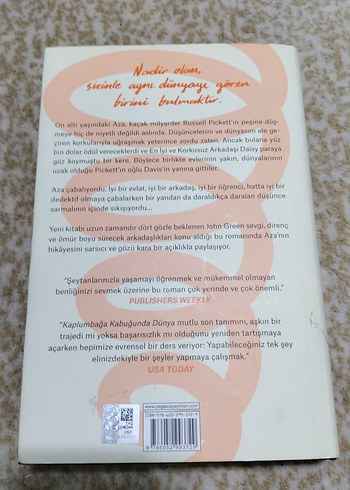 Nadir olan,
sizinle aynı dünyayı gören
birini bulmaktır.
On altı yaşındaki Aza, kaçak milyarder Russell Pickett'ın peşine düş-
meye hiç de niyetli değildi aslında. Düşüncelerini ve dünyasını ele ge-
çiren korkularıyla uğraşmak yeterince zordu zaten. Ancak bulana yüz
bin dolar ödül vereceklerdi ve En İyi ve Korkusuz Arkadaşı Daisy paraya
göz koymuştu bir kere. Böylece birlikte evlerinin yakın, dünyalarının
uzak olduğu Pickett'ın oğlu Davis'in yanına gittiler.
Aza çabalıyordu. İyi bir evlat, iyi bir arkadaş, iyi bir öğrenci, hatta iyi bir
dedektif olmaya çabalarken bir yandan da daraldıkça daralan düşünce
sarmalının içinde sıkışıyordu...
Yeni kitabı uzun zamandır dört gözle beklenen John Green sevgi, direnç
ve ömür boyu sürecek arkadaşlıkları konu aldığı bu romanında Aza'nın
hikâyesini sarsıcı ve gözü kara bir açıklıkla paylaşıyor.
"Şeytanlarınızla yaşamayı öğrenmek ve mükemmel olmayan
benliğinizi sevmek üzerine bu roman çok yerinde ve çok önemli."
PUBLISHERS WEEKLY
"Kaplumbağa Kabuğunda Dünya mutlu son tanımını, aşkın bir
trajedi mi yoksa başarısızlık mı olduğunu yeniden tartışmaya
açarken hepimize evrensel bir ders veriyor: Yapabileceğiniz tek şey
elinizdekiyle bir şeyler yapmaya çalışmak."
USA TODAY
www.pegasusyayinlari.com